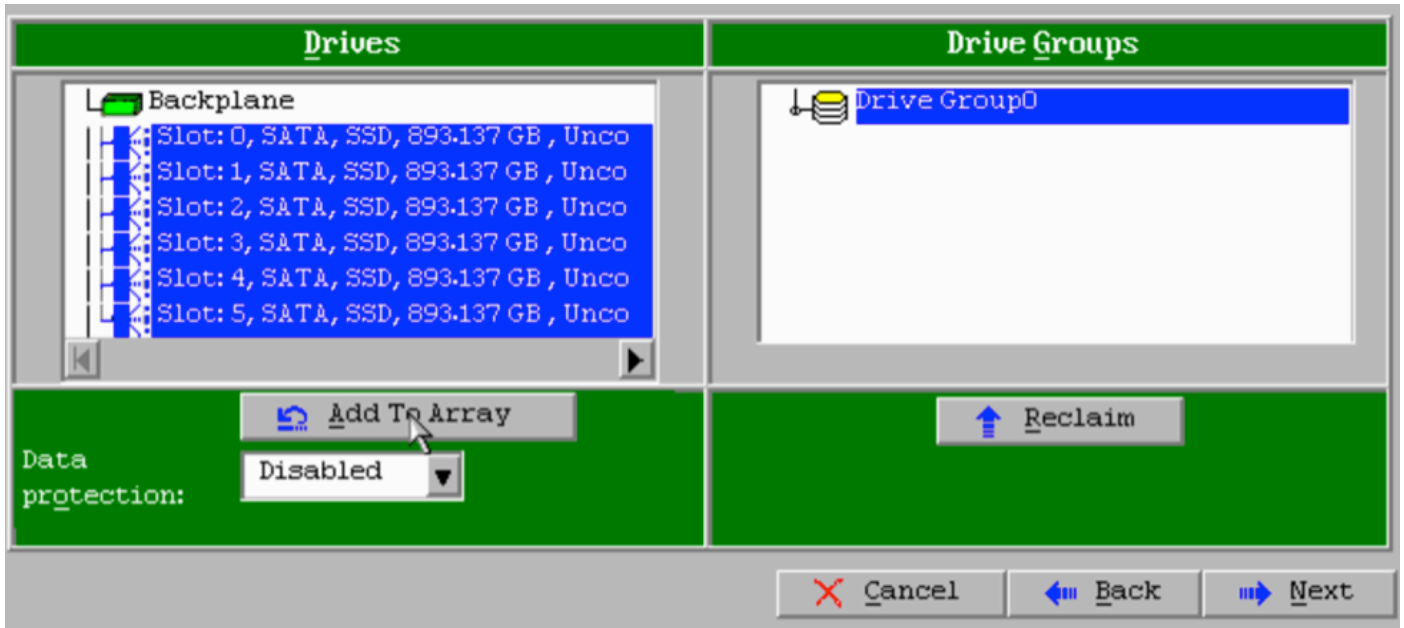 Drives
Drive Groups
Backplane
Slot: 0, SATA, SSD, 893.137 GB , Unco
Slot: 1, SATA, SSD, 893.137 GB , Unco
Slot: 2, SATA, SSD, 893.137 GB , Unco
Slot: 3, SATA, SSD, 893.137 GB , Unco
Slot: 4, SATA, SSD, 893.137 GB , Unco
Slot: 5, SATA, SSD, 893.137 GB , Unco
Drive Group0
Add To Array
Data
protection:
Disabled
Reclaim
Cancel
Back
Next